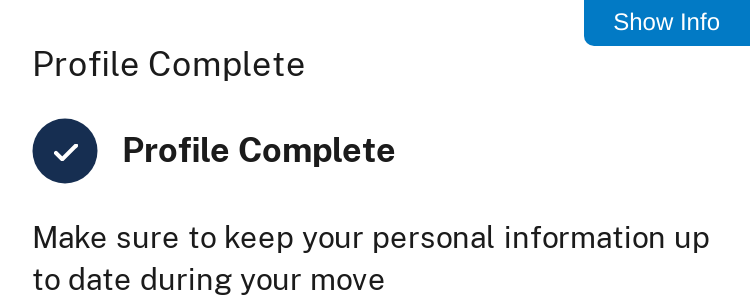 Show Info
Profile Complete
Profile Complete
Make sure to keep your personal information up
to date during your move